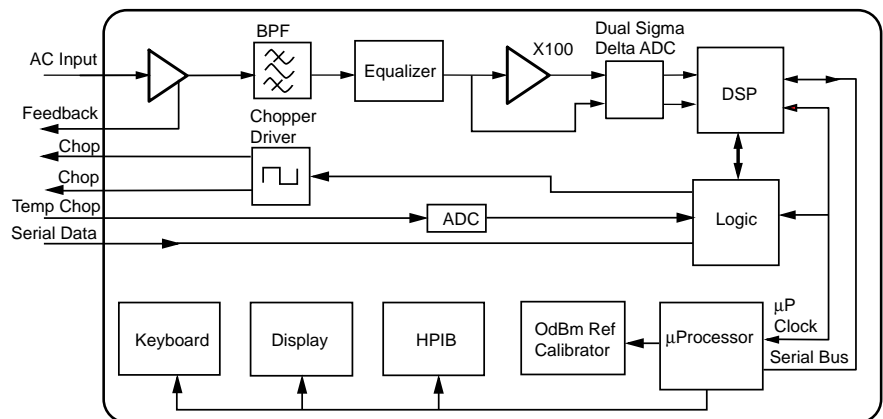 AC Input
BPF
Equalizer
X100
Dual Sigma
Delta ADC
DSP
Feedback
Chopper
Driver
Chop
Chop
Temp Chop
ADC
Logic
Serial Data
Keyboard
Display
HPIB
OdBm Ref
Calibrator
μProcessor
μP
Clock
Serial Bus